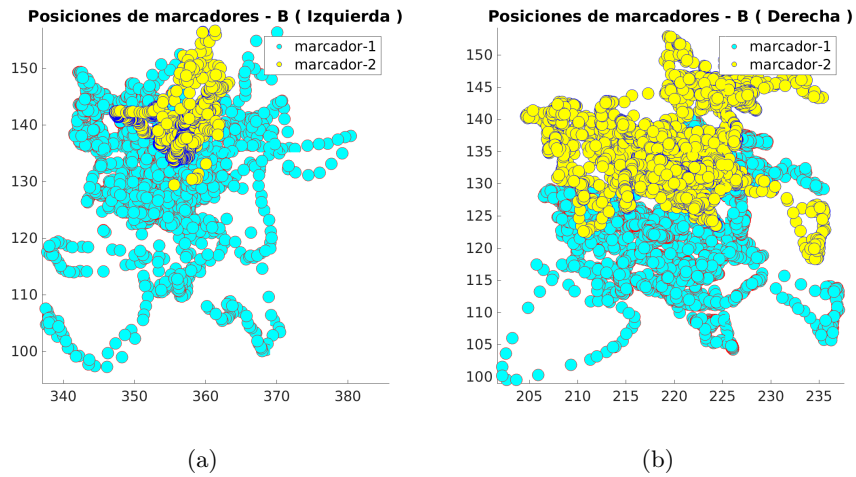 Posiciones de marcadores - B ( Izquierda )
marcador-1
marcador-2
150
140
130
120
110
100
340 350 360 370 380
(a)
Posiciones de marcadores - B ( Derecha )
marcador-1
marcador-2
150
145
140
135
130
125
120
115
110
105
100
205 210 215 220 225 230 235
(b)